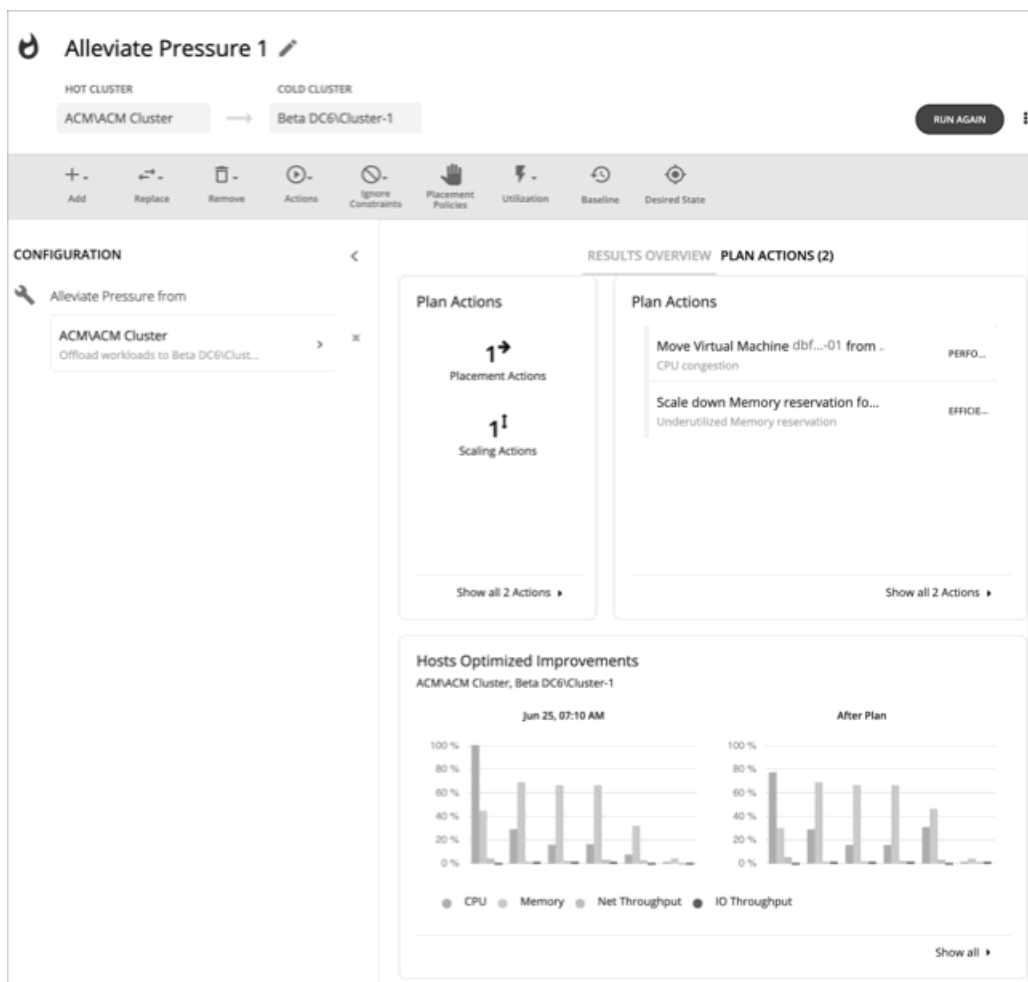 Alleviate Pressure 1
HOT CLUSTER
COLD CLUSTER
ACM\ACM Cluster
Beta DC6\Cluster-1
RUN AGAIN
Add
Replace
Remove
Actions
Ignore
Constraints
Placement
Policies
Utilization
Baseline
Desired State
CONFIGURATION
Alleviate Pressure from
ACM\ACM Cluster
Offload workloads to Beta DC6\Clust...
RESULTS OVERVIEW
PLAN ACTIONS (2)
Plan Actions
1
Placement Actions
1
Scaling Actions
Show all 2 Actions
Plan Actions
Move Virtual Machine dbf...-01 from ..
PERFO...
CPU congestion
Scale down Memory reservation fo...
EFFICIE...
Underutilized Memory reservation
Show all 2 Actions
Hosts Optimized Improvements
ACM\ACM Cluster, Beta DC6\Cluster-1
Jun 25, 07:10 AM
100 %
80 %
60 %
40 %
20 %
0 %
After Plan
100 %
80 %
60 %
40 %
20 %
0 %
CPU
Memory
Net Throughput
IO Throughput
Show all